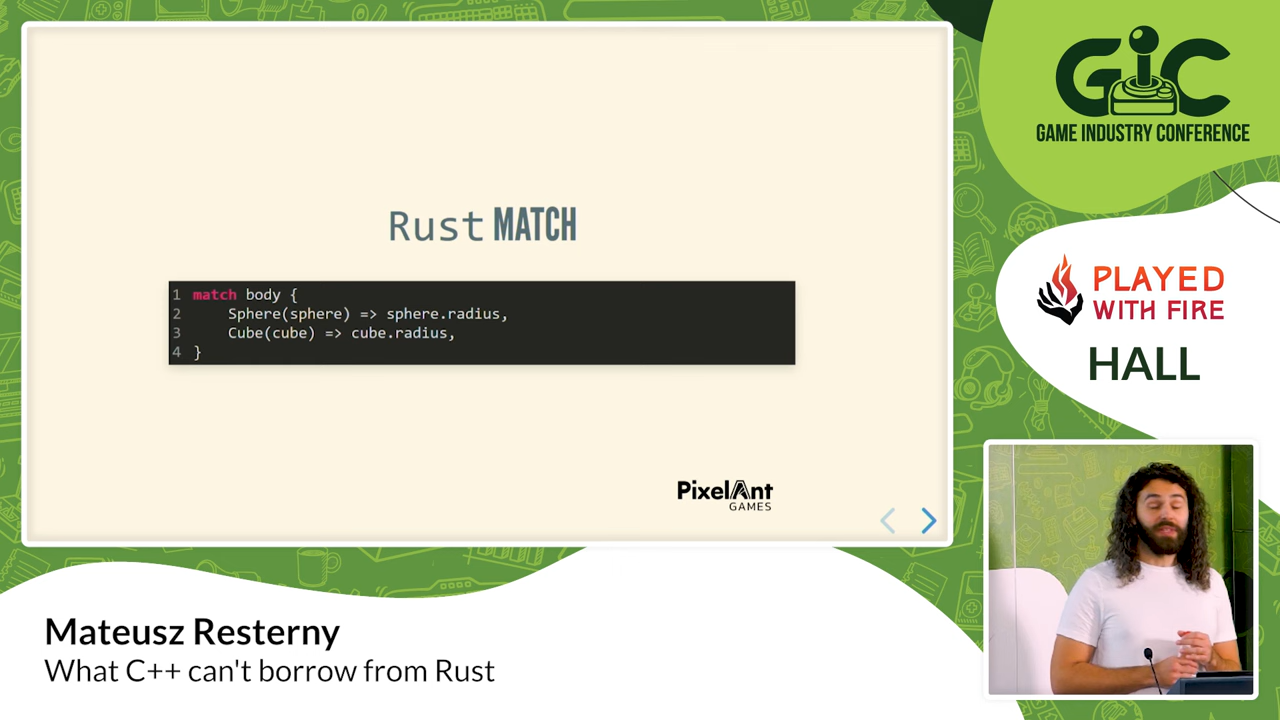 Rust MATCH
1 match body {
2     Sphere(sphere) => sphere.radius,
3     Cube(cube) => cube.radius,
4 }
PixelAnt
GAMES
GIC
GAME INDUSTRY CONFERENCE
PLAYED
WITH FIRE
HALL
Mateusz Resterny
What C++ can't borrow from Rust